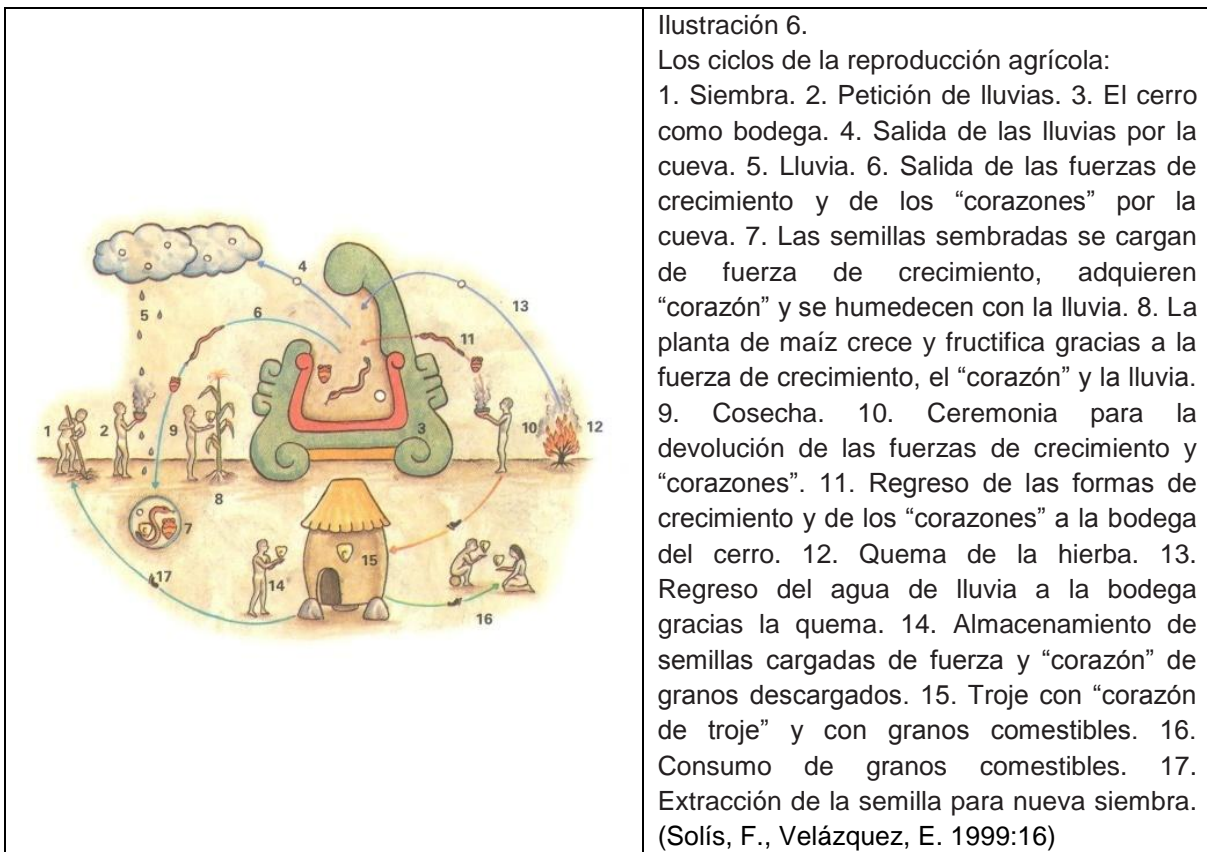 Ilustración 6.
Los ciclos de la reproducción agrícola:
1. Siembra. 2. Petición de lluvias. 3. El cerro
como bodega. 4. Salida de las lluvias por la
cueva. 5. Lluvia. 6. Salida de las fuerzas de
crecimiento y de los “corazones” por la
cueva. 7. Las semillas sembradas se cargan
de fuerza de crecimiento, adquieren
“corazón” y se humedecen con la lluvia. 8. La
planta de maíz crece y fructifica gracias a la
fuerza de crecimiento, el “corazón” y la lluvia.
9. Cosecha. 10. Ceremonia para la
devolución de las fuerzas de crecimiento y
“corazones”. 11. Regreso de las formas de
crecimiento y de los “corazones” a la bodega
del cerro. 12. Quema de la hierba. 13.
Regreso del agua de lluvia a la bodega
gracias la quema. 14. Almacenamiento de
semillas cargadas de fuerza y “corazón” de
granos descargados. 15. Troje con “corazón
de troje” y con granos comestibles. 16.
Consumo de granos comestibles. 17.
Extracción de la semilla para nueva siembra.
(Solís, F., Velázquez, E. 1999:16)
4
13
5
6
11
1
2
9
3
10
12
8
7
15
17
14
16